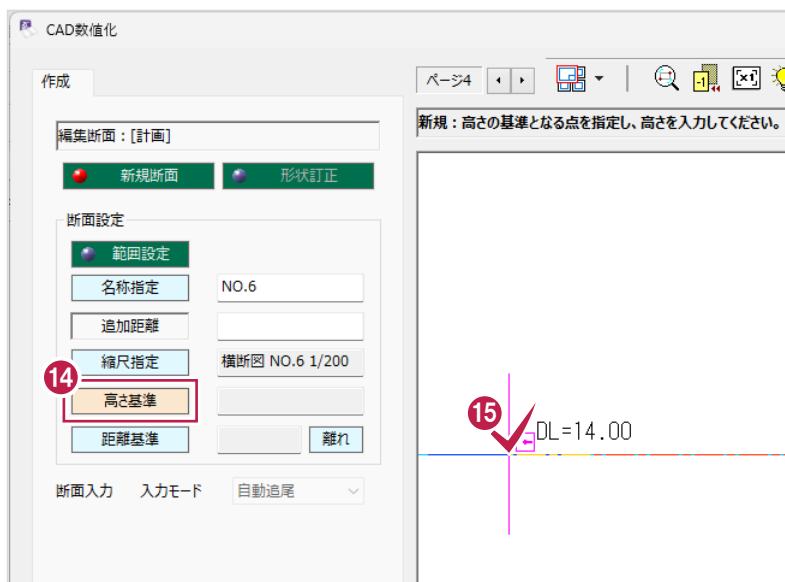 CAD数値化
作成
編集断面：[計画]
新規断面
形状訂正
断面設定
範囲設定
名称指定
NO.6
追加距離
縮尺指定
横断図 NO.6 1/200
14
高さ基準
距離基準
離れ
断面入力
入力モード
自動追尾
ページ4
-1
×1
新規：高さの基準となる点を指定し、高さを入力してください。
15
DL=14.00